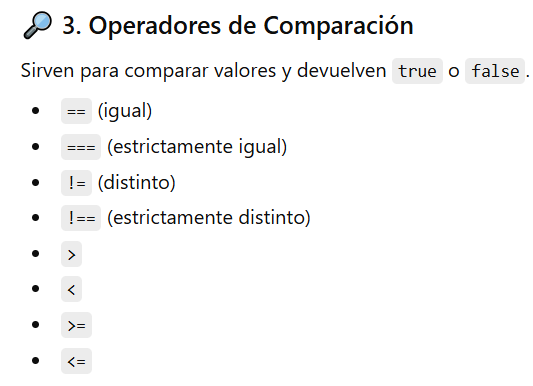 🔎 3. Operadores de Comparación
Sirven para comparar valores y devuelven true o false.
• == (igual)
• === (estrictamente igual)
• != (distinto)
• !== (estrictamente distinto)
• >
• <
• >=
• <=